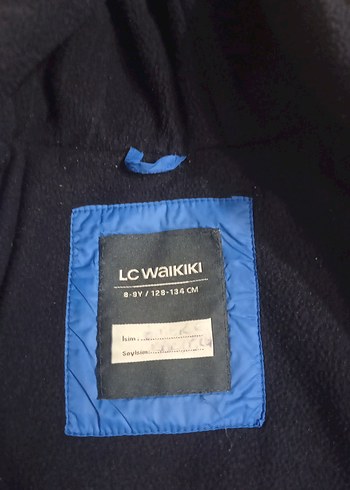 LC WAIKIKI
8-9Y / 128-134 CM
İsim :
Soyisim: